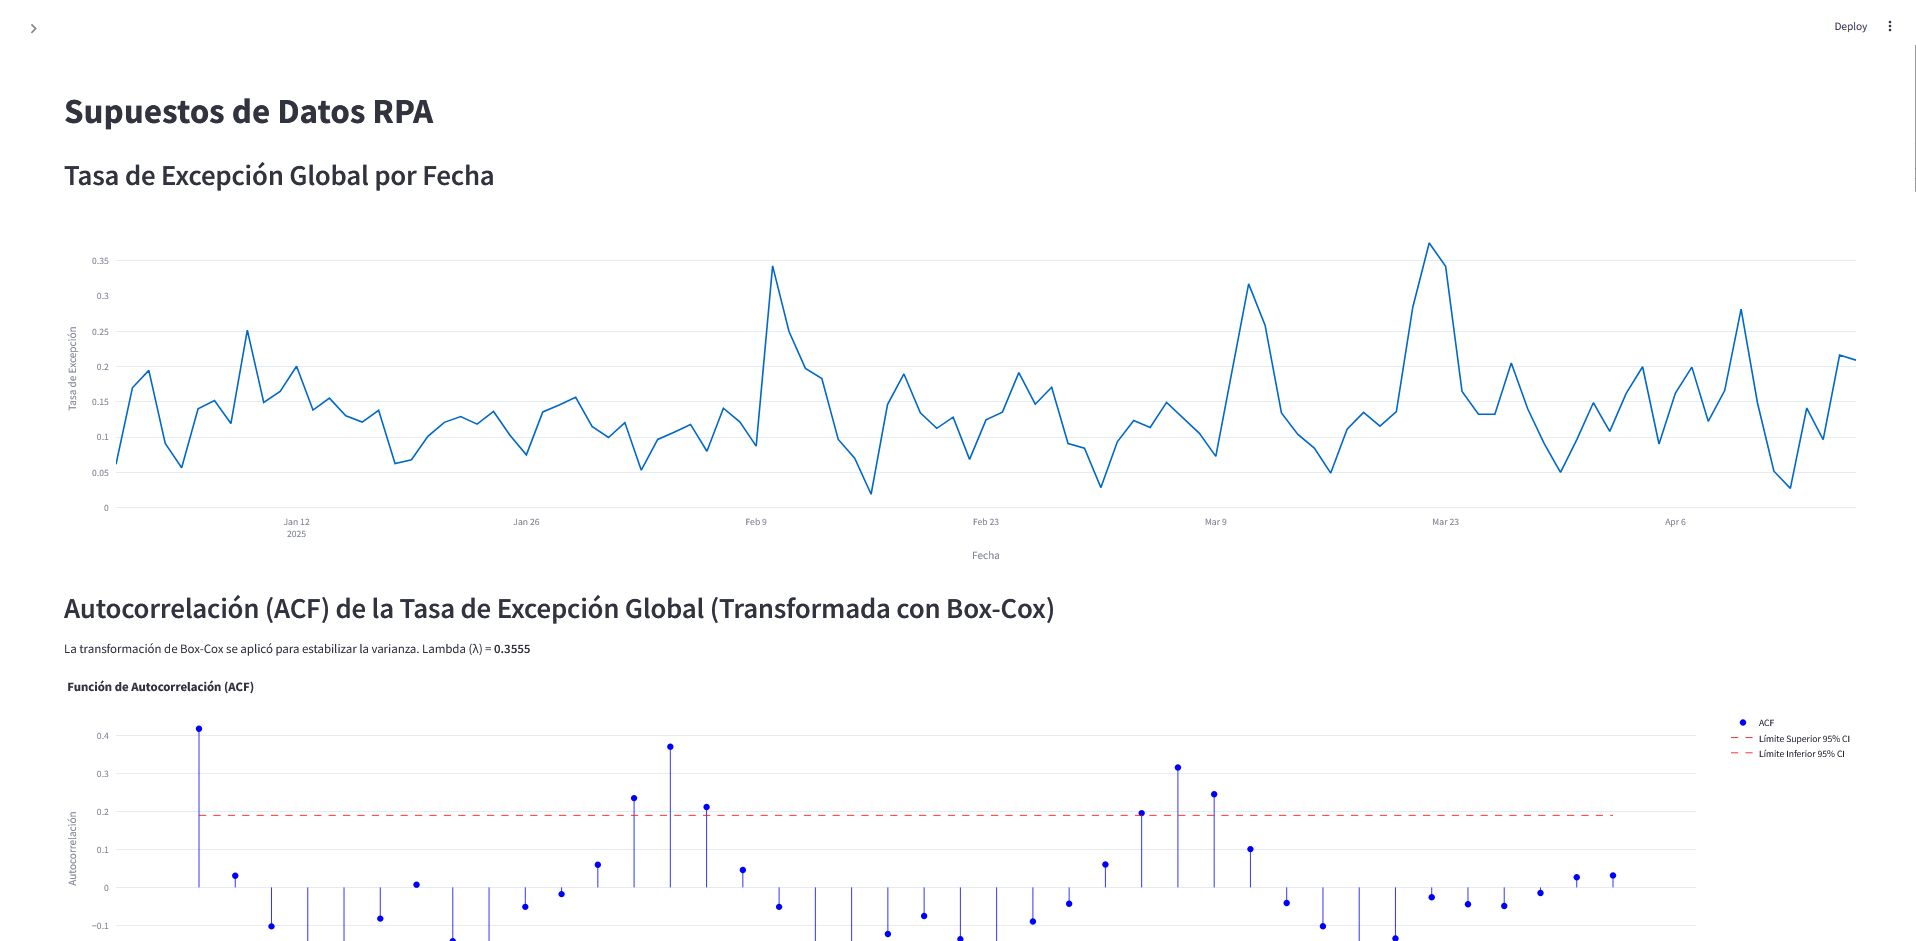 Deploy
Supuestos de Datos RPA
Tasa de Excepción Global por Fecha
Tasa de Excepción
0.35
0.3
0.25
0.2
0.15
0.1
0.05
0
Jan 12
2025
Jan 26
Feb 9
Feb 23
Mar 9
Mar 23
Apr 6
Fecha
Autocorrelación (ACF) de la Tasa de Excepción Global (Transformada con Box-Cox)
La transformación de Box-Cox se aplicó para estabilizar la varianza. Lambda (λ) = 0.3555
Función de Autocorrelación (ACF)
Autocorrelación
0.4
0.3
0.2
0.1
0
−0.1
ACF
Límite Superior 95% CI
Límite Inferior 95% CI